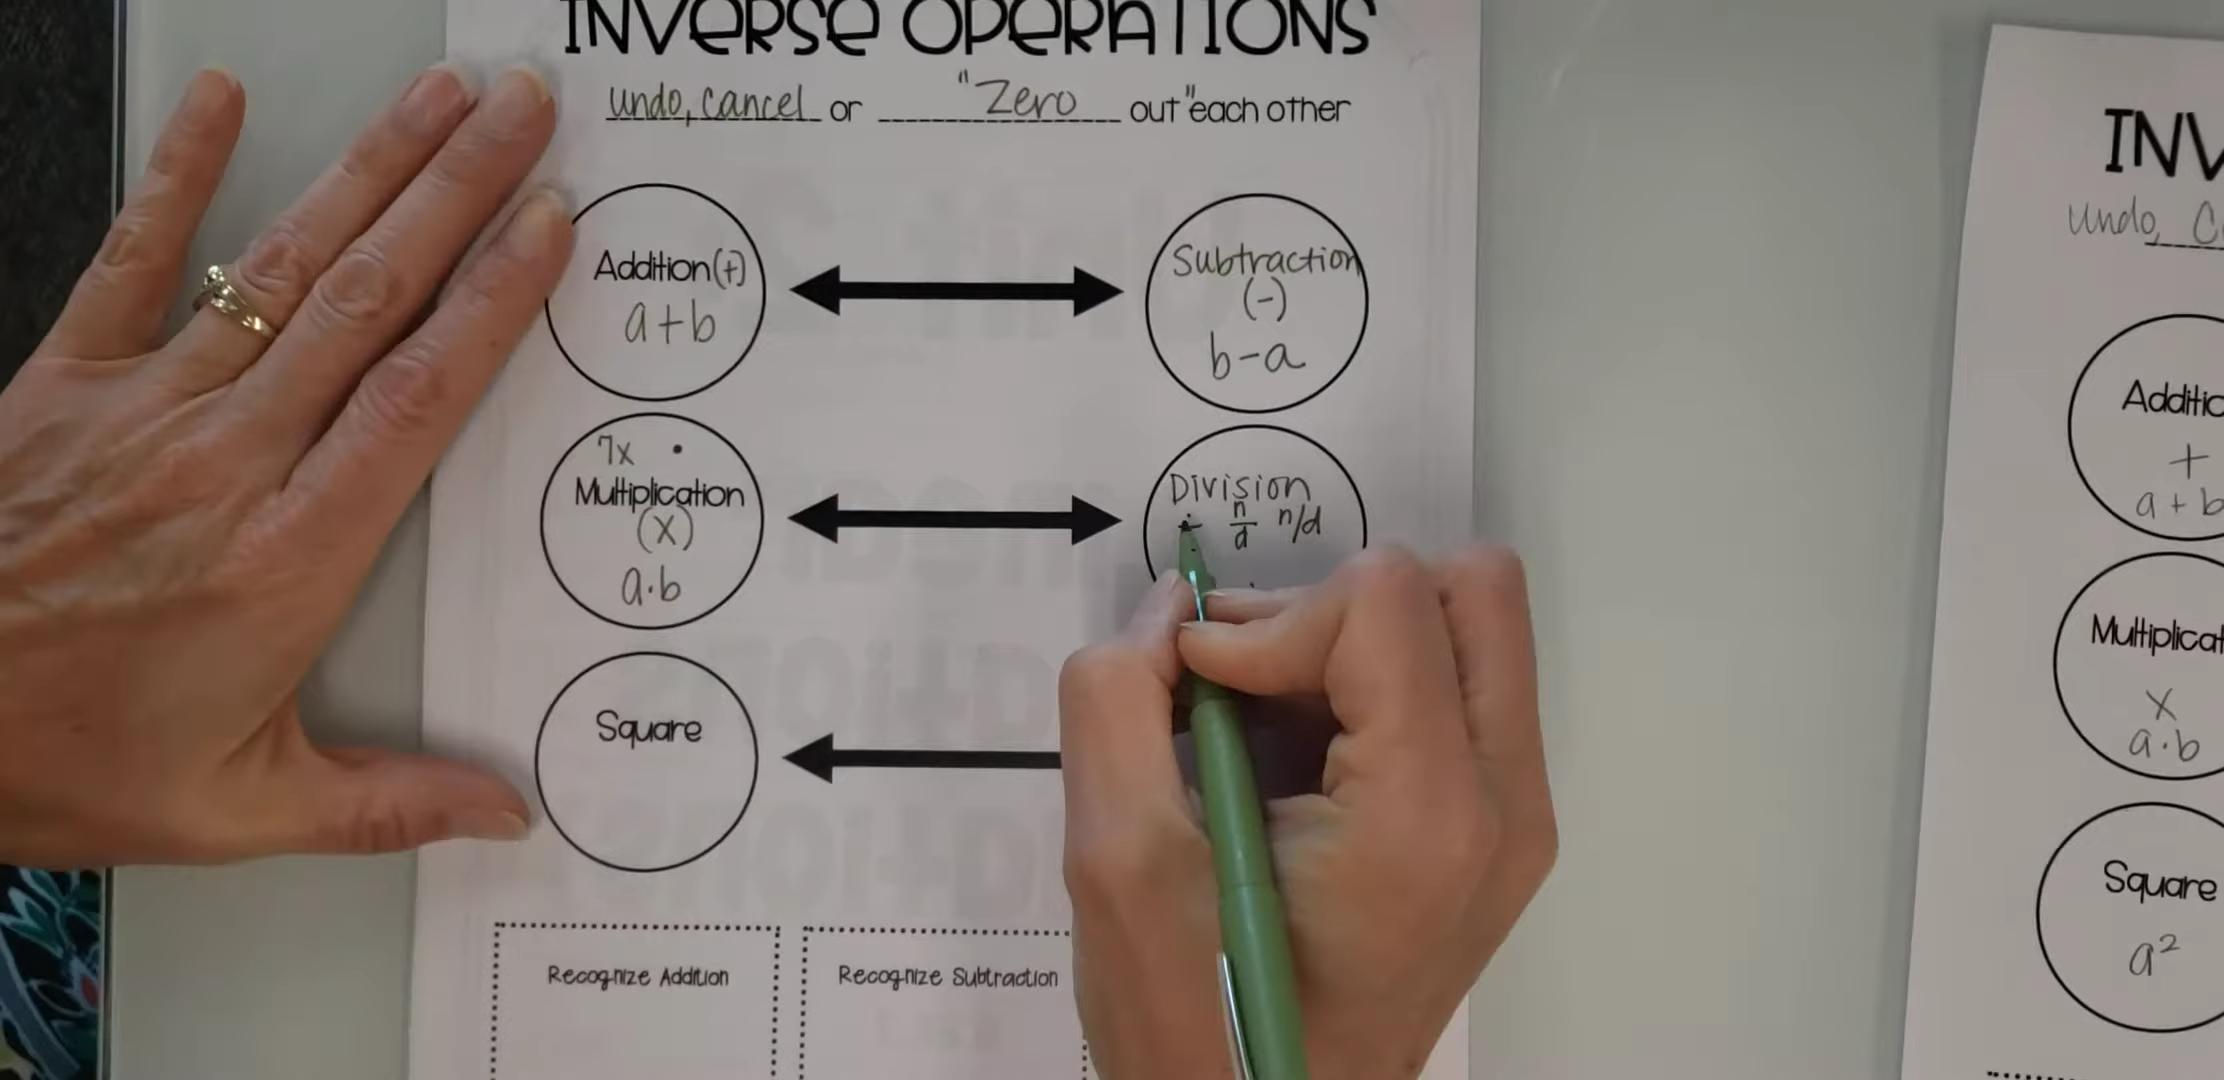 INVERSE OPERATIONS
undo, cancel or "Zero out" each other
Addition (+)
a+b
Subtraction
(-)
b-a
7x •
Multiplication
(x)
a·b
Division
÷ n/d n/d
Square
Recognize Addition
Recognize Subtraction
INV
undo, C
Additio
+
a+b
Multiplicat
x
a·b
Square
a²